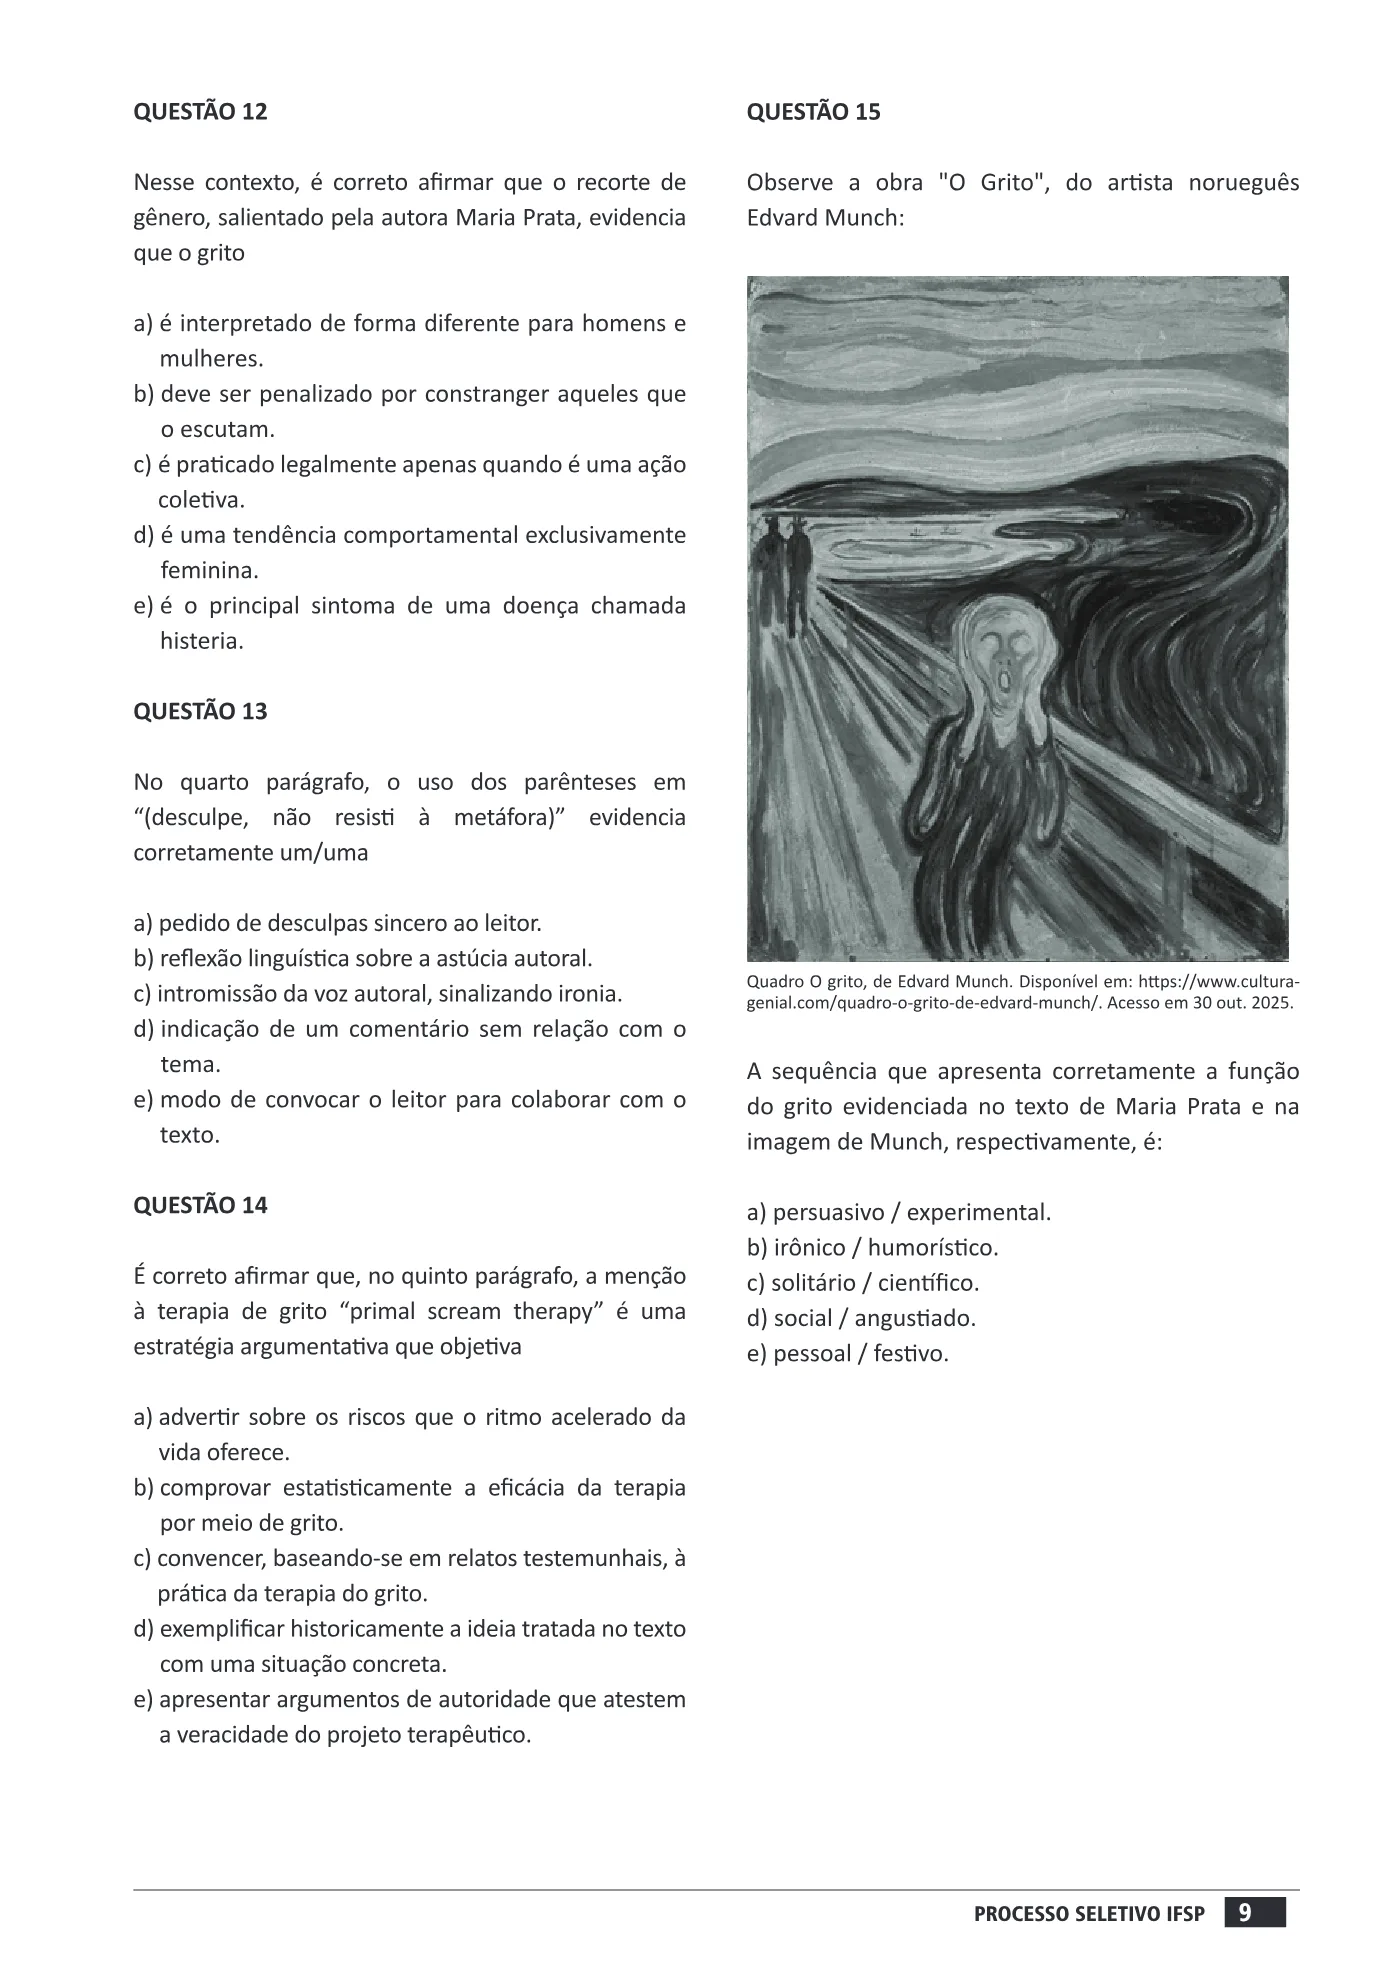 QUESTÃO 12
Nesse contexto, é correto afirmar que o recorte de
gênero, salientado pela autora Maria Prata, evidencia
que o grito
a) é interpretado de forma diferente para homens e
mulheres.
b) deve ser penalizado por constranger aqueles que
o escutam.
c) é praticado legalmente apenas quando é uma ação
coletiva.
d) é uma tendência comportamental exclusivamente
feminina.
e) é o principal sintoma de uma doença chamada
histeria.
QUESTÃO 13
No quarto parágrafo, o uso dos parênteses em
“(desculpe, não resisti à metáfora)” evidencia
corretamente um/uma
a) pedido de desculpas sincero ao leitor.
b) reflexão linguística sobre a astúcia autoral.
c) intromissão da voz autoral, sinalizando ironia.
d) indicação de um comentário sem relação com o
tema.
e) modo de convocar o leitor para colaborar com o
texto.
QUESTÃO 14
É correto afirmar que, no quinto parágrafo, a menção
à terapia de grito “primal scream therapy” é uma
estratégia argumentativa que objetiva
a) advertir sobre os riscos que o ritmo acelerado da
vida oferece.
b) comprovar estatisticamente a eficácia da terapia
por meio de grito.
c) convencer, baseando-se em relatos testemunhais, à
prática da terapia do grito.
d) exemplificar historicamente a ideia tratada no texto
com uma situação concreta.
e) apresentar argumentos de autoridade que atestem
a veracidade do projeto terapêutico.
QUESTÃO 15
Observe a obra "O Grito", do artista norueguês
Edvard Munch:
Quadro O grito, de Edvard Munch. Disponível em: https://www.cultura-
genial.com/quadro-o-grito-de-edvard-munch/. Acesso em 30 out. 2025.
A sequência que apresenta corretamente a função
do grito evidenciada no texto de Maria Prata e na
imagem de Munch, respectivamente, é:
a) persuasivo / experimental.
b) irônico / humorístico.
c) solitário / científico.
d) social / angustiado.
e) pessoal / festivo.
PROCESSO SELETIVO IFSP 9